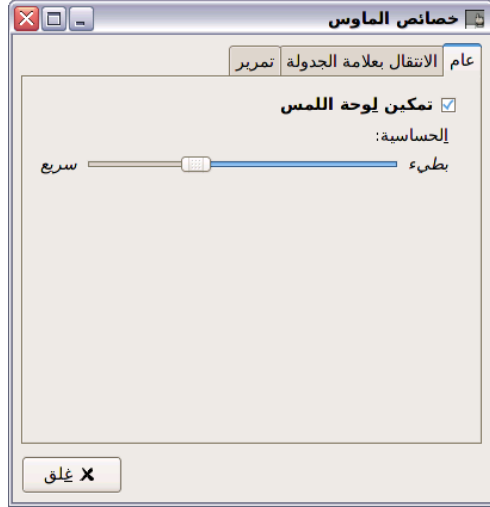 خصائص الماوس
عام الانتقال بعلامة الجدولة تمرير
تمكين لوحة اللمس
الحساسية:
بطيء سريع
غلق